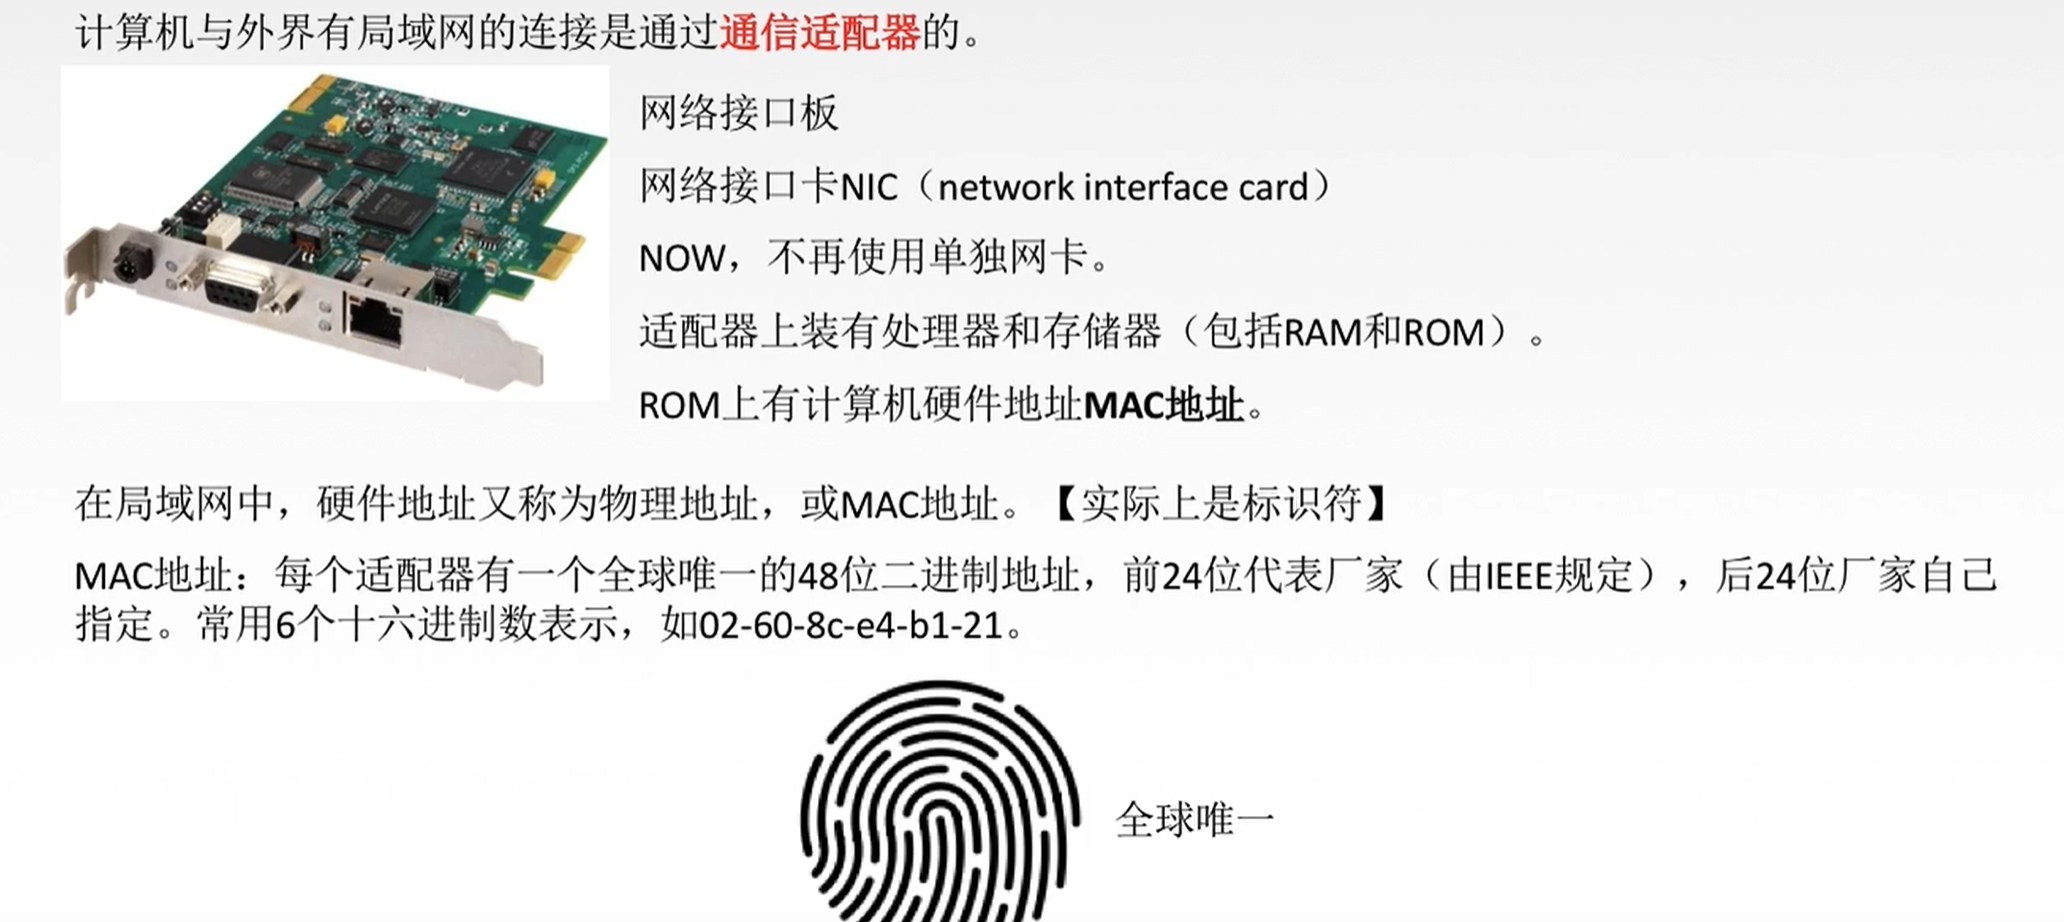 计算机与外界有局域网的连接是通过通信适配器的。
网络接口板
网络接口卡NIC（network interface card）
NOW，不再使用单独网卡。
适配器上装有处理器和存储器（包括RAM和ROM）。
ROM上有计算机硬件地址MAC地址。
在局域网中，硬件地址又称为物理地址，或MAC地址。【实际上是标识符】
MAC地址：每个适配器有一个全球唯一的48位二进制地址，前24位代表厂家（由IEEE规定），后24位厂家自己
指定。常用6个十六进制数表示，如02-60-8c-e4-b1-21。
全球唯一